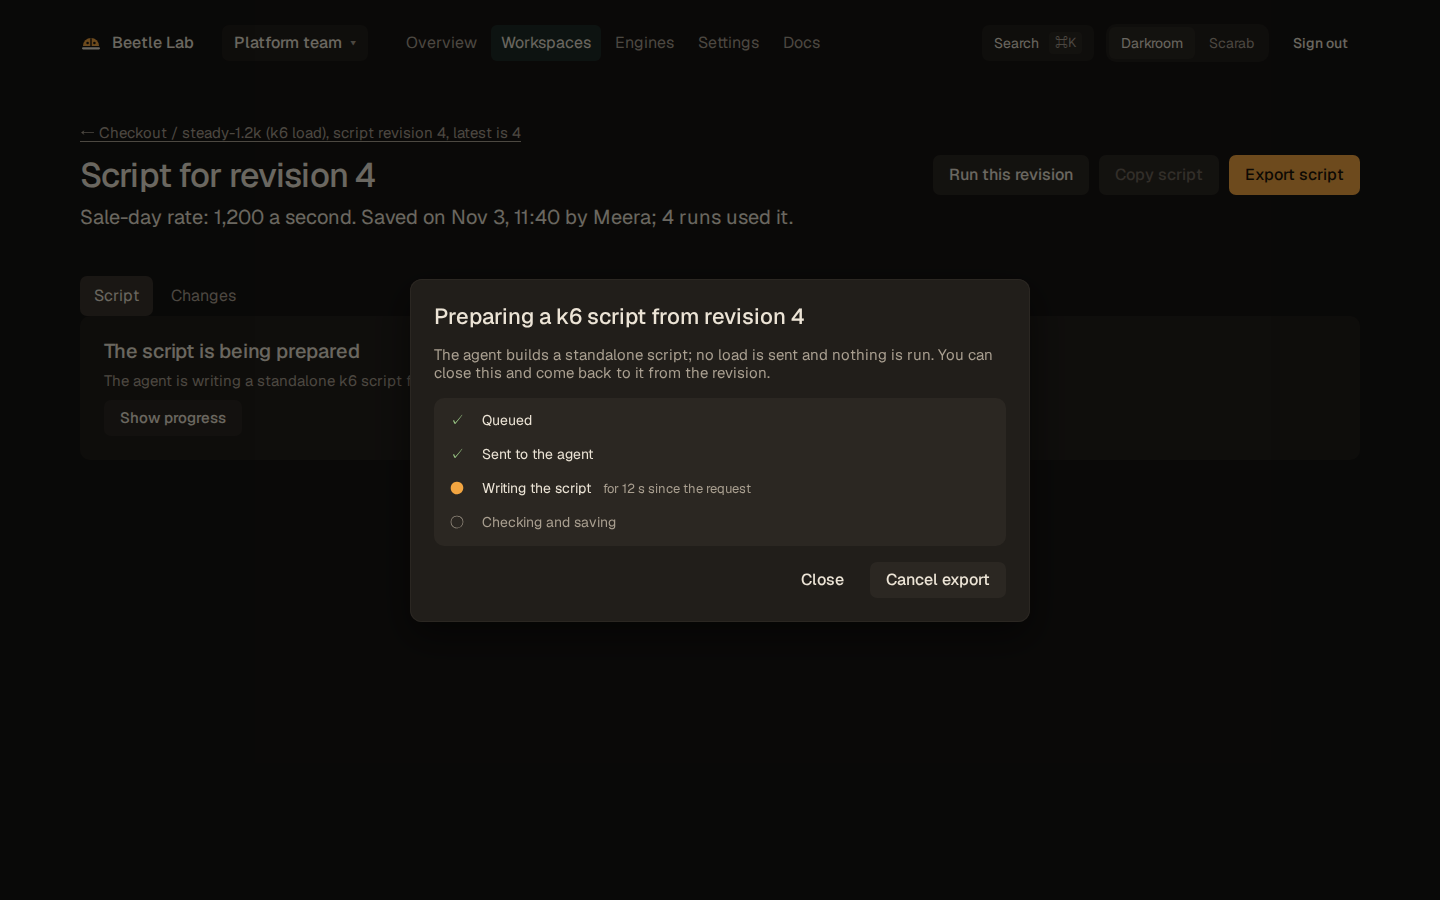 Beetle Lab
Platform team
Overview
Workspaces
Engines
Settings
Docs
Search ⌘K
Darkroom
Scarab
Sign out
← Checkout / steady-1.2k (k6 load), script revision 4, latest is 4
Script for revision 4
Run this revision
Copy script
Export script
Sale-day rate: 1,200 a second. Saved on Nov 3, 11:40 by Meera; 4 runs used it.
Script
Changes
The script is being prepared
The agent is writing a standalone k6 script
Show progress
Preparing a k6 script from revision 4
The agent builds a standalone script; no load is sent and nothing is run. You can
close this and come back to it from the revision.
✓ Queued
✓ Sent to the agent
Writing the script for 12 s since the request
Checking and saving
Close
Cancel export